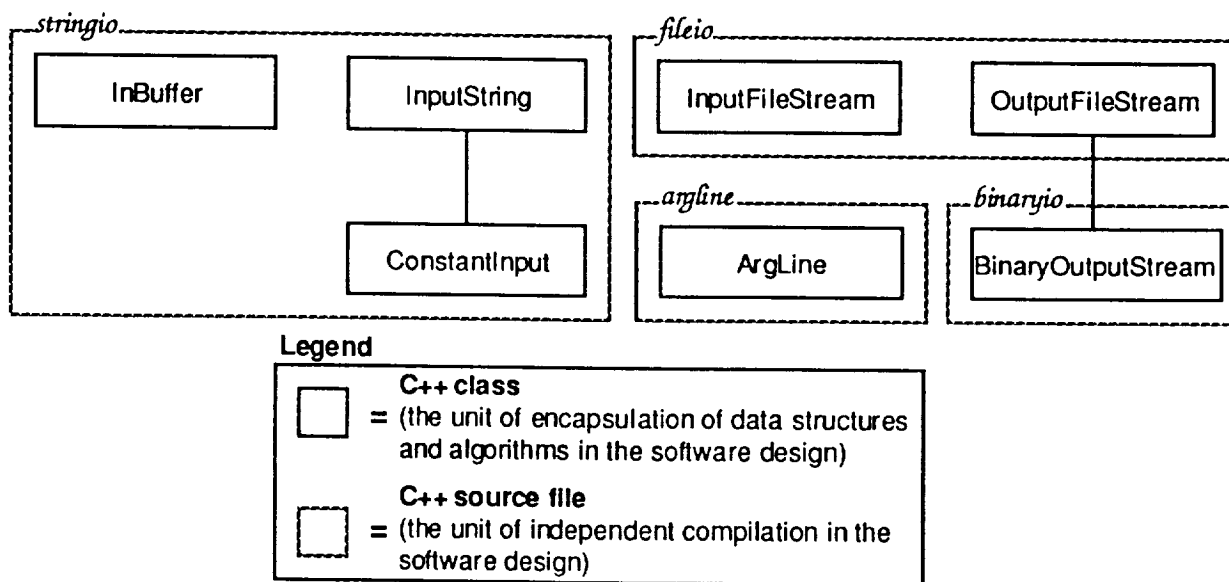 stringio
InBuffer
InputString
ConstantInput
fileio
InputFileStream
OutputFileStream
argline
ArgLine
binaryio
BinaryOutputStream
Legend
C++ class
= (the unit of encapsulation of data structures
and algorithms in the software design)
C++ source file
= (the unit of independent compilation in the
software design)